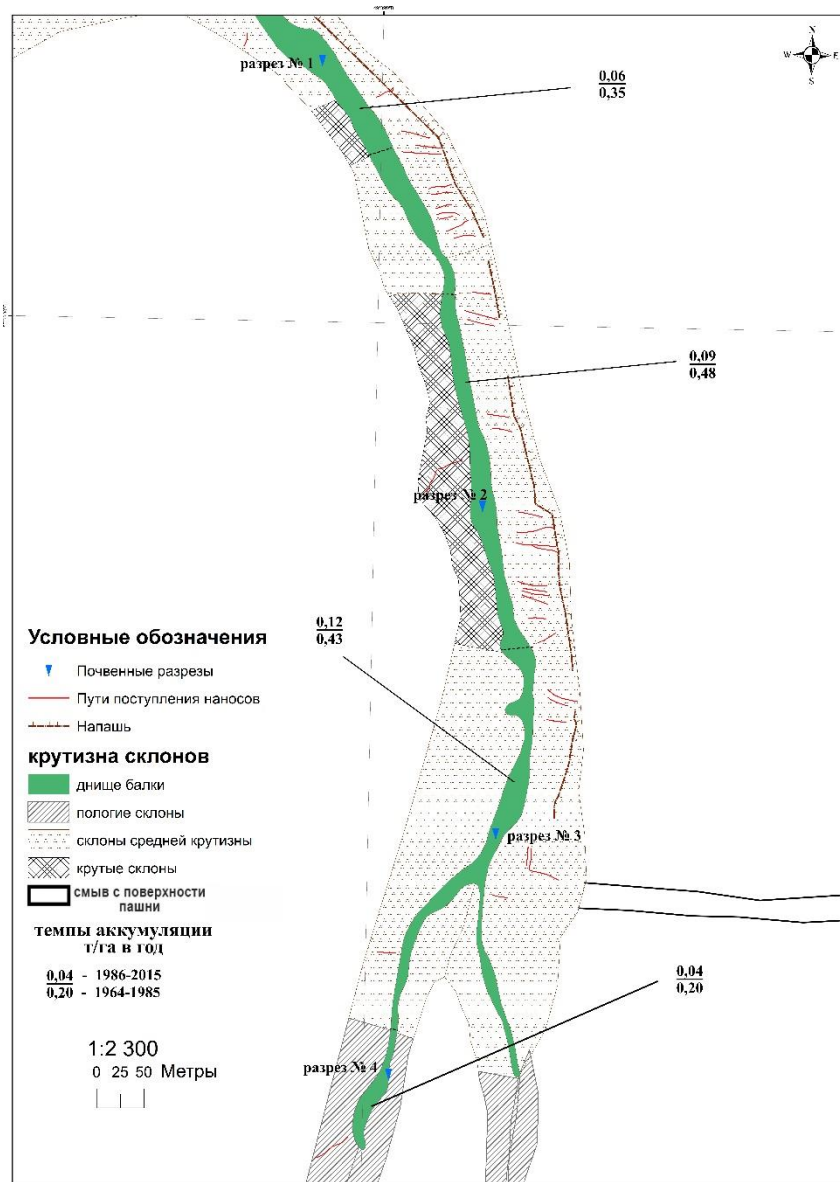 N
W E
S
разрез № 1
0,06
0,35
0,09
0,48
разрез № 2
0,12
0,43
Условные обозначения
Почвенные разрезы
Пути поступления наносов
Напашь
крутизна склонов
днище балки
пологие склоны
склоны средней крутизны
крутые склоны
смыв с поверхности
пашни
разрез № 3
темпы аккумуляции
т/га в год
0,04 - 1986-2015
0,20 - 1964-1985
0,04
0,20
1:2 300
0 25 50 Метры
разрез № 4